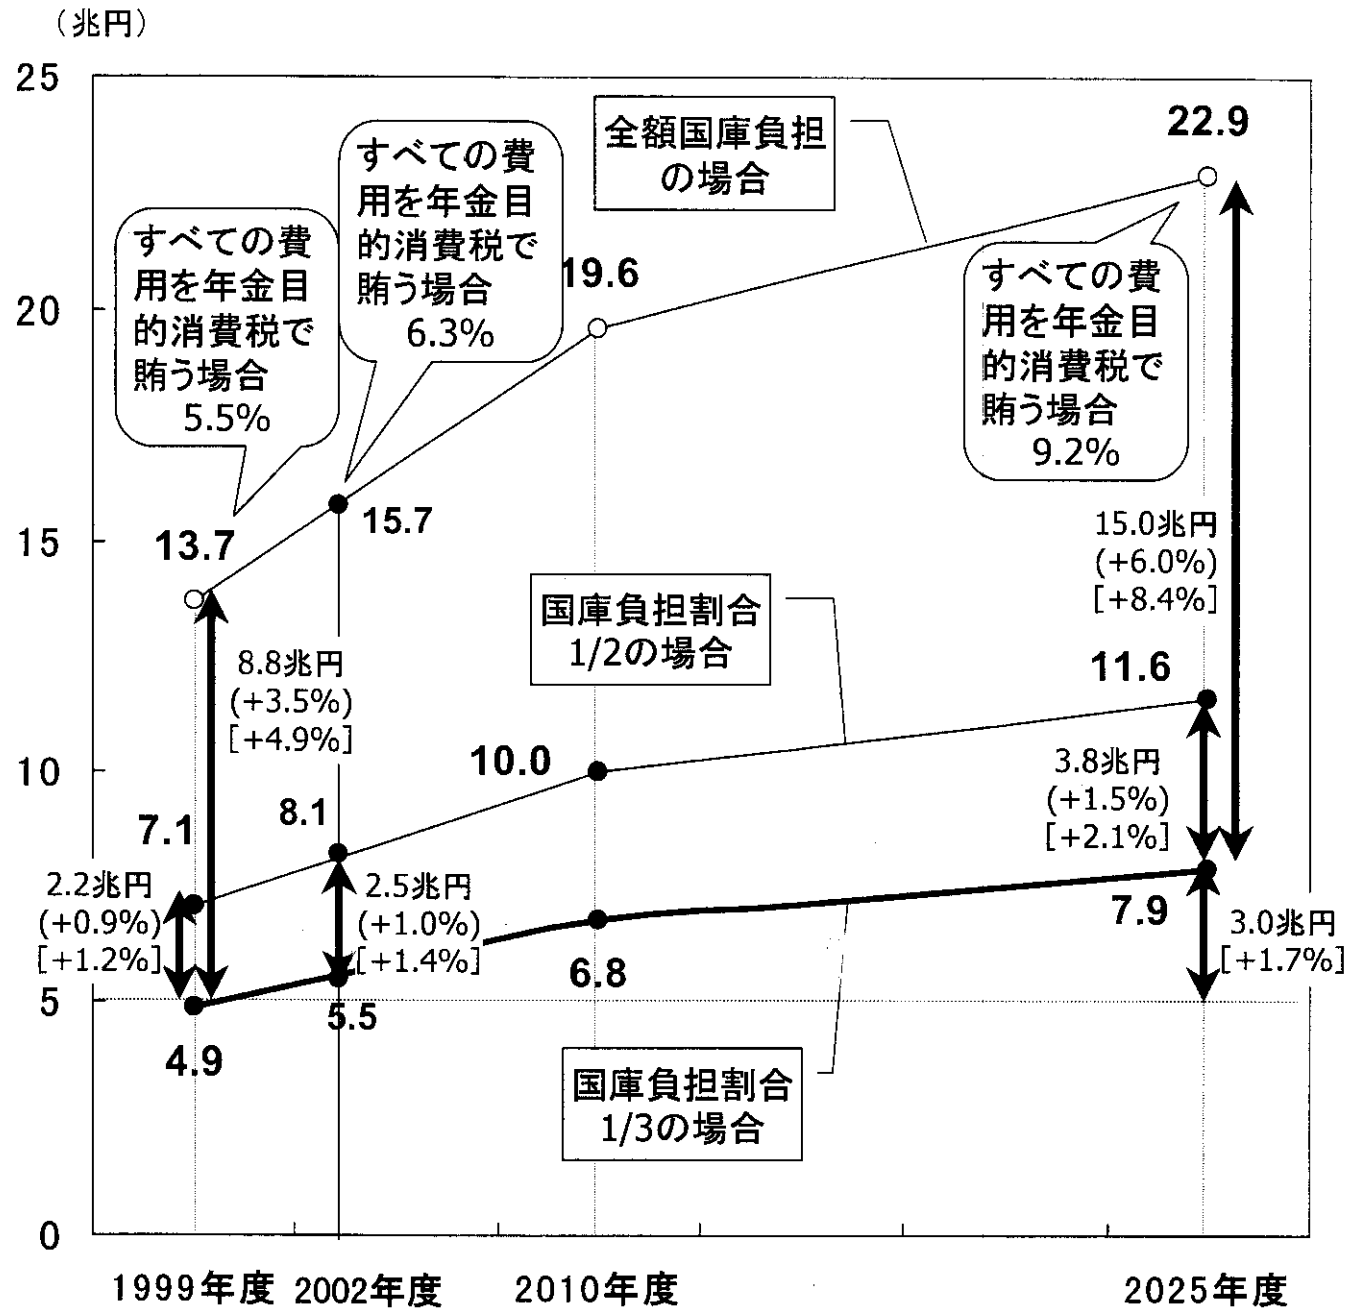 （兆円）
25
20
15
10
5
0
すべての費
用を年金目
的消費税で
賄う場合
5.5%
すべての費
用を年金目
的消費税で
賄う場合
6.3%
全額国庫負担
の場合
22.9
すべての費
用を年金目
的消費税で
賄う場合
9.2%
19.6
13.7
15.7
15.0兆円
(+6.0%)
[+8.4%]
国庫負担割合
1/2の場合
8.8兆円
(+3.5%)
[+4.9%]
11.6
10.0
3.8兆円
(+1.5%)
[+2.1%]
7.1
8.1
2.2兆円
(+0.9%)
[+1.2%]
2.5兆円
(+1.0%)
[+1.4%]
7.9
3.0兆円
[+1.7%]
6.8
5.5
4.9
国庫負担割合
1/3の場合
1999年度
2002年度
2010年度
2025年度